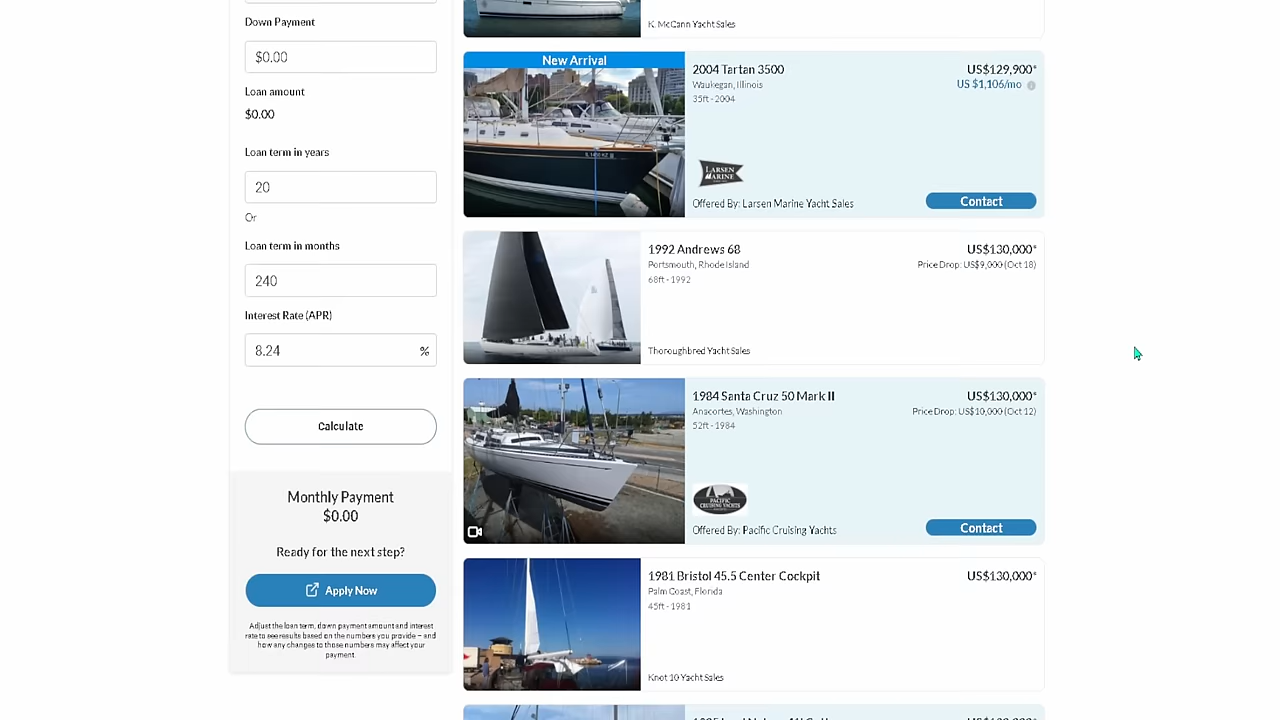 Down Payment
$0.00
Loan amount
$0.00
Loan term in years
20
Or
Loan term in months
240
Interest Rate (APR)
8.24
%
Calculate
Monthly Payment
$0.00
Ready for the next step?
Apply Now
Adjust the loan term, down payment amount and interest
rate to see results based on the numbers you provide – and
how any changes to those numbers may affect your
payment.
K. McCann Yacht Sales
New Arrival
2004 Tartan 3500
US$129,900*
Waukegan, Illinois
US $1,106/mo
35ft - 2004
LARSEN
MARINE
Offered By: Larsen Marine Yacht Sales
Contact
1992 Andrews 68
US$130,000*
Portsmouth, Rhode Island
Price Drop: US$9,000 (Oct 18)
68ft - 1992
Thoroughbred Yacht Sales
1984 Santa Cruz 50 Mark II
US$130,000*
Anacortes, Washington
Price Drop: US$10,000 (Oct 12)
52ft - 1984
PACIFIC
CRUISING YACHTS
Offered By: Pacific Cruising Yachts
Contact
1981 Bristol 45.5 Center Cockpit
US$130,000*
Palm Coast, Florida
45ft - 1981
Knot 10 Yacht Sales